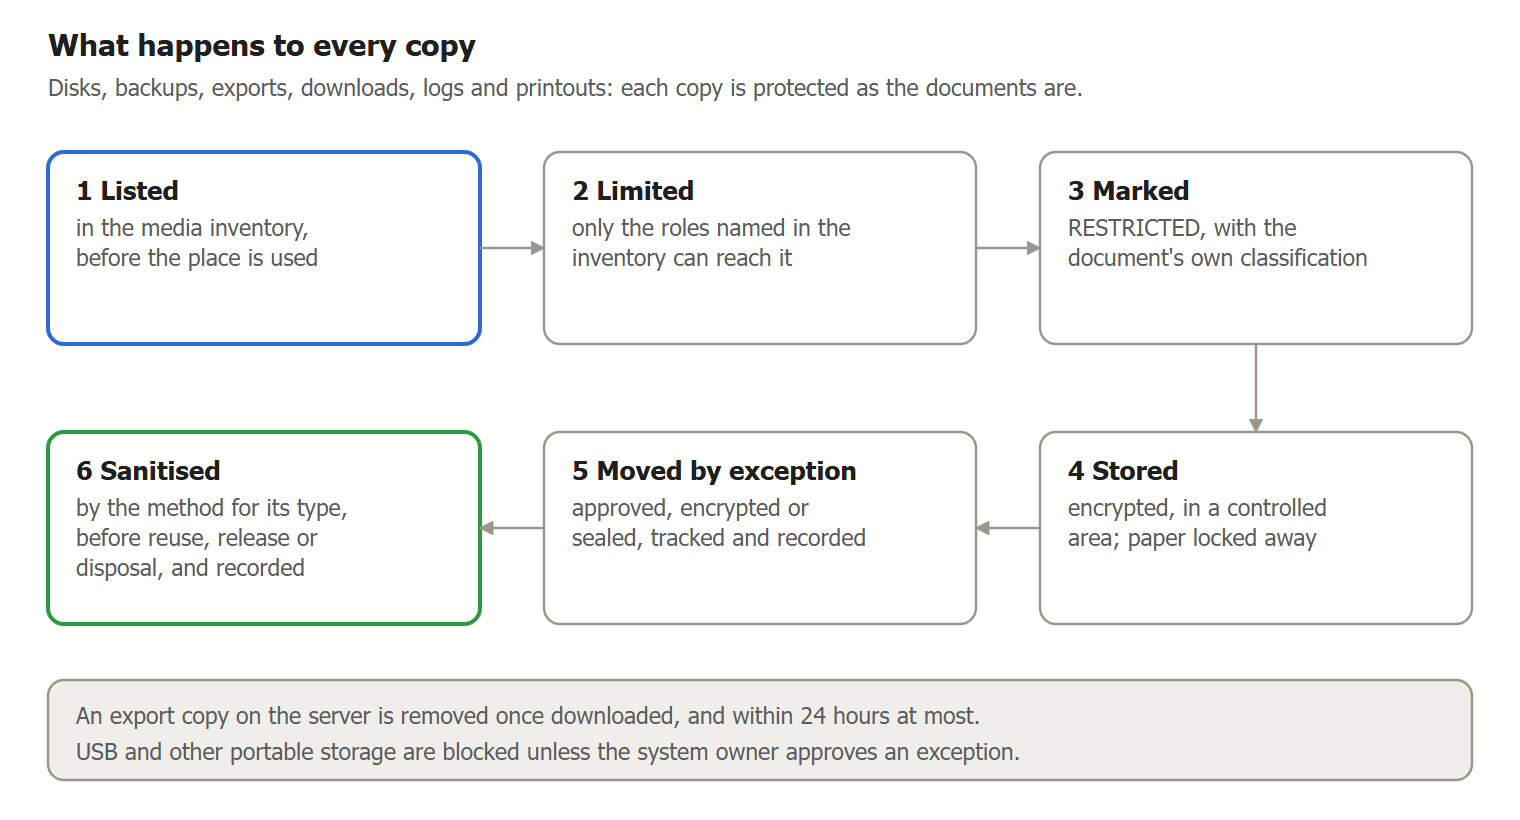 What happens to every copy
Disks, backups, exports, downloads, logs and printouts: each copy is protected as the documents are.
1 Listed
in the media inventory,
before the place is used
2 Limited
only the roles named in the
inventory can reach it
3 Marked
RESTRICTED, with the
document's own classification
4 Stored
encrypted, in a controlled
area; paper locked away
5 Moved by exception
approved, encrypted or
sealed, tracked and recorded
6 Sanitised
by the method for its type,
before reuse, release or
disposal, and recorded
An export copy on the server is removed once downloaded, and within 24 hours at most.
USB and other portable storage are blocked unless the system owner approves an exception.